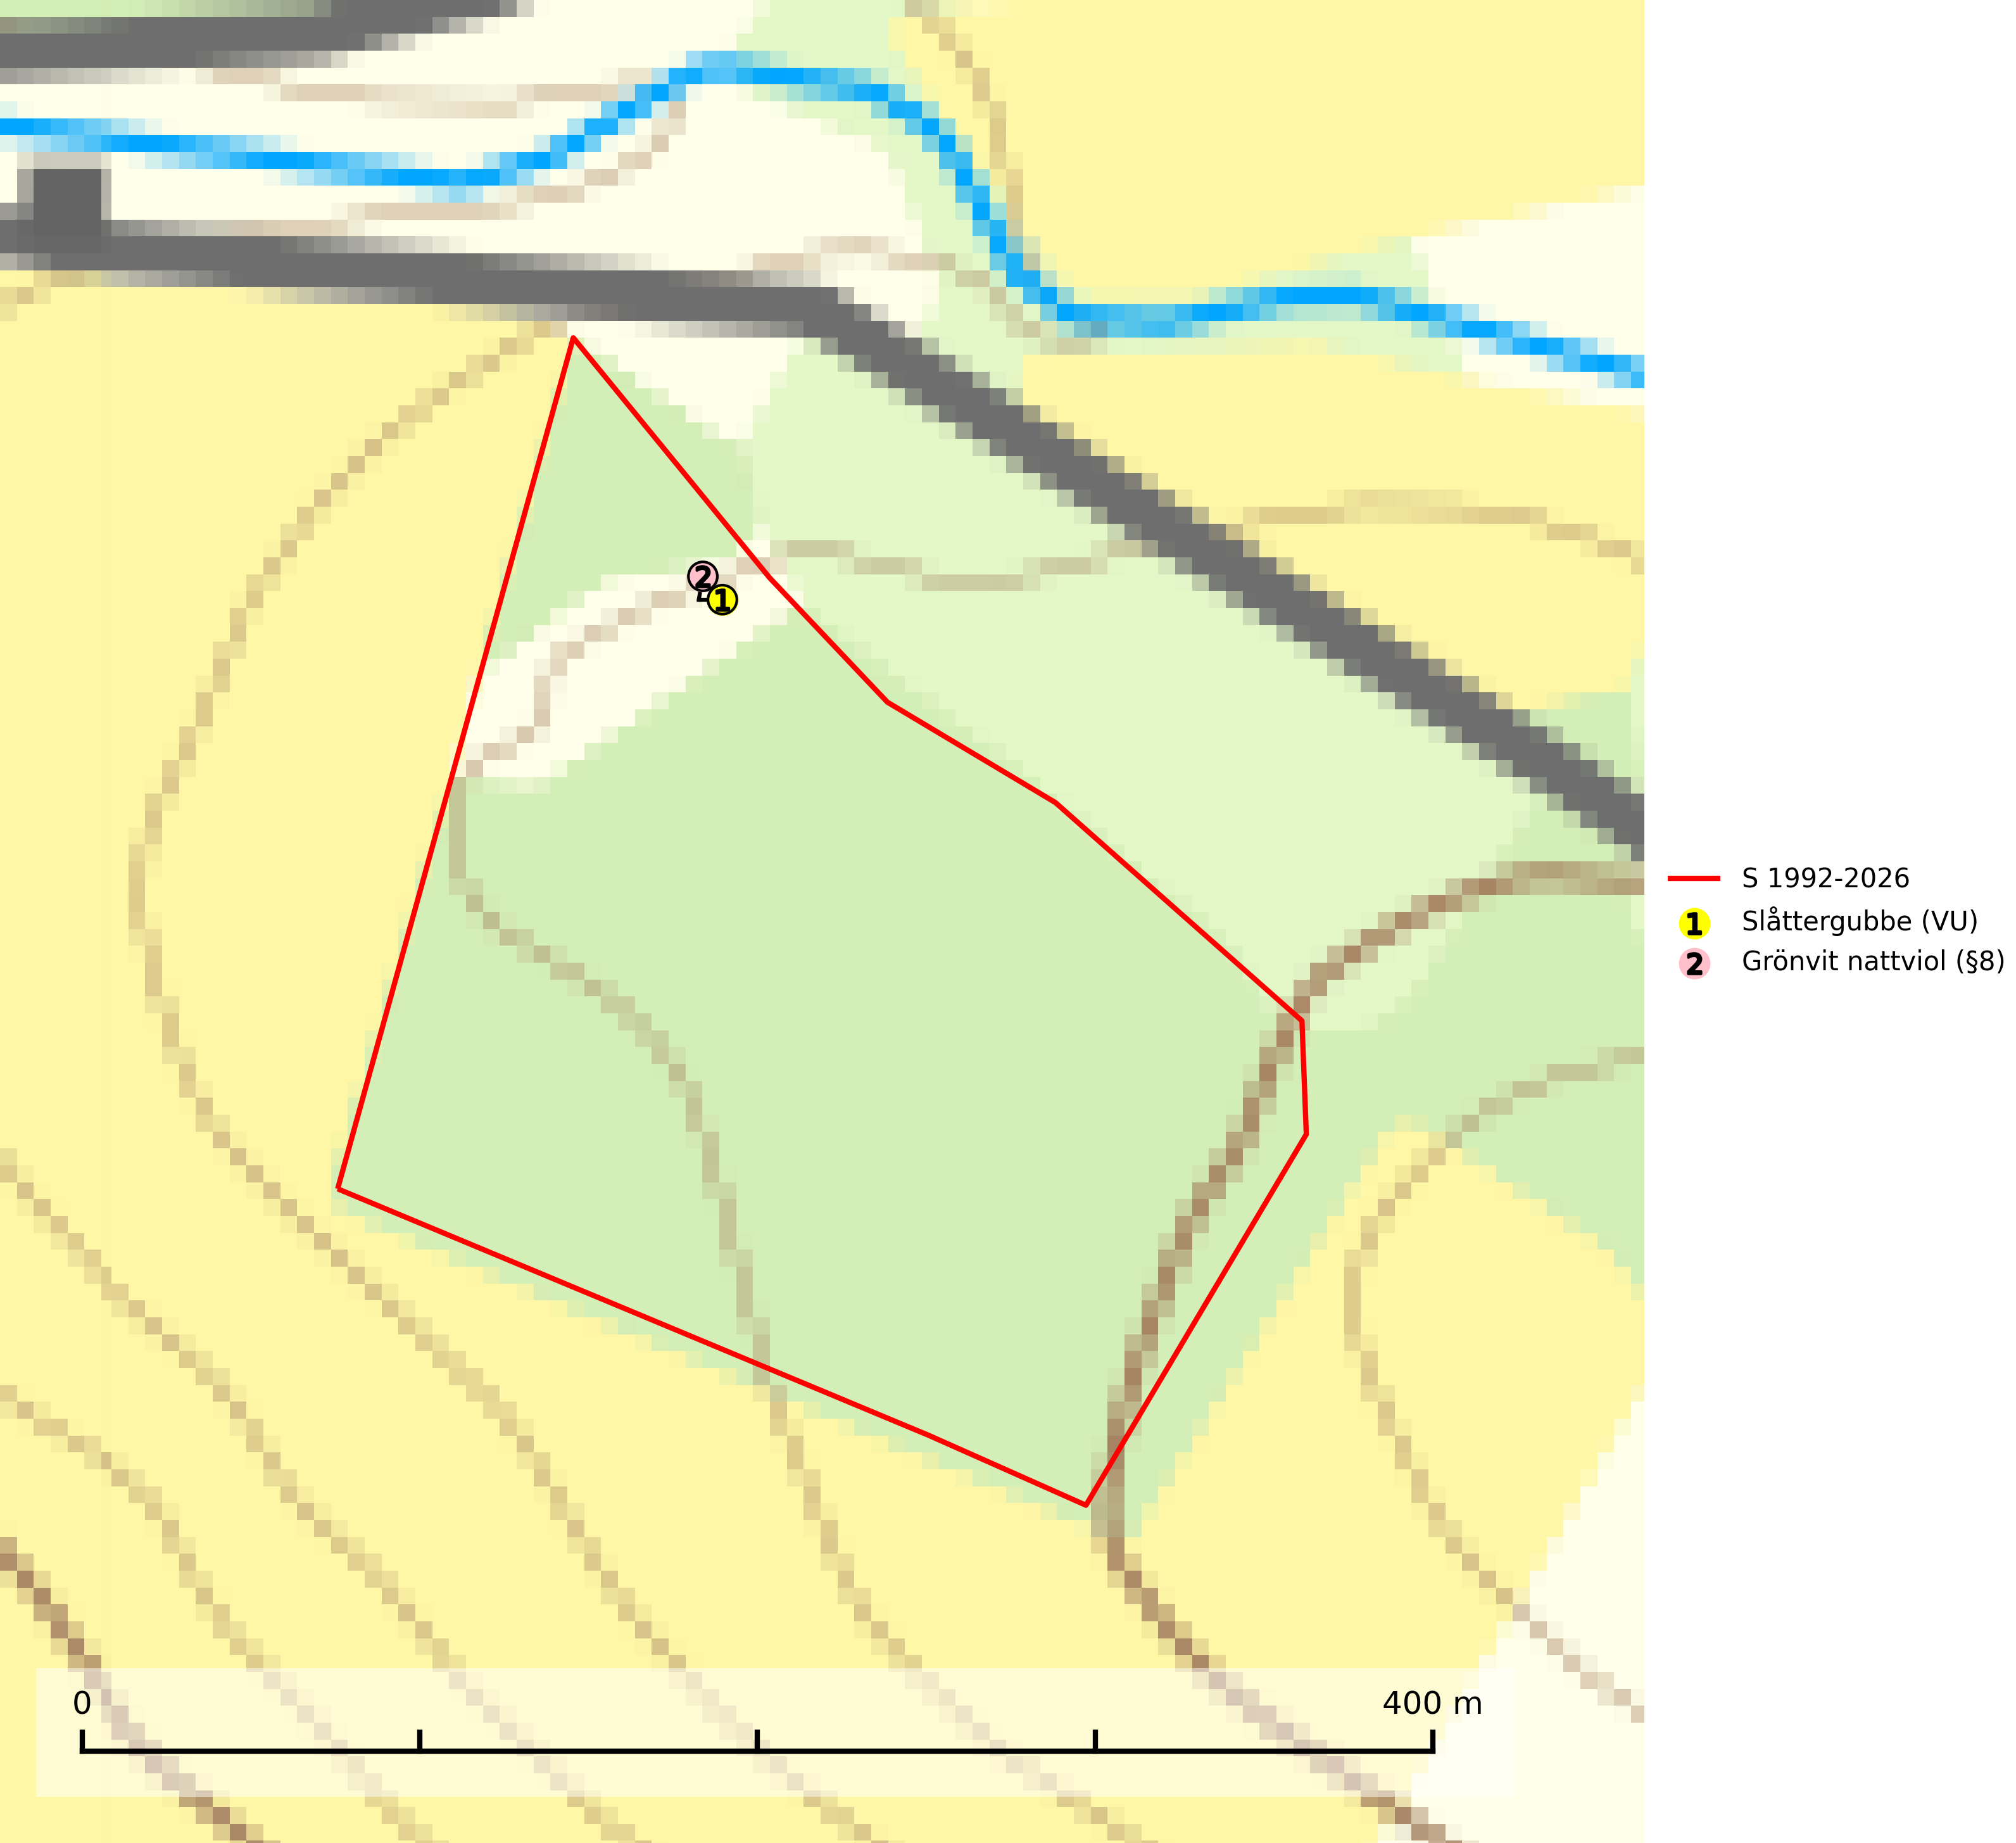 2
1
S 1992-2026
1 Slåttergubbe (VU)
2 Grönvit nattviol (§8)
0 400 m